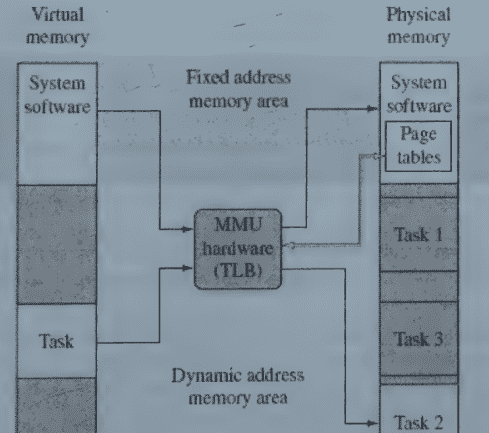 Virtual
memory
Physical
memory
System
software
Fixed address
memory area
System
software
Page
tables
MMU
hardware
(TLB)
Task 1
Task
Task 3
Dynamic address
memory area
Task 2